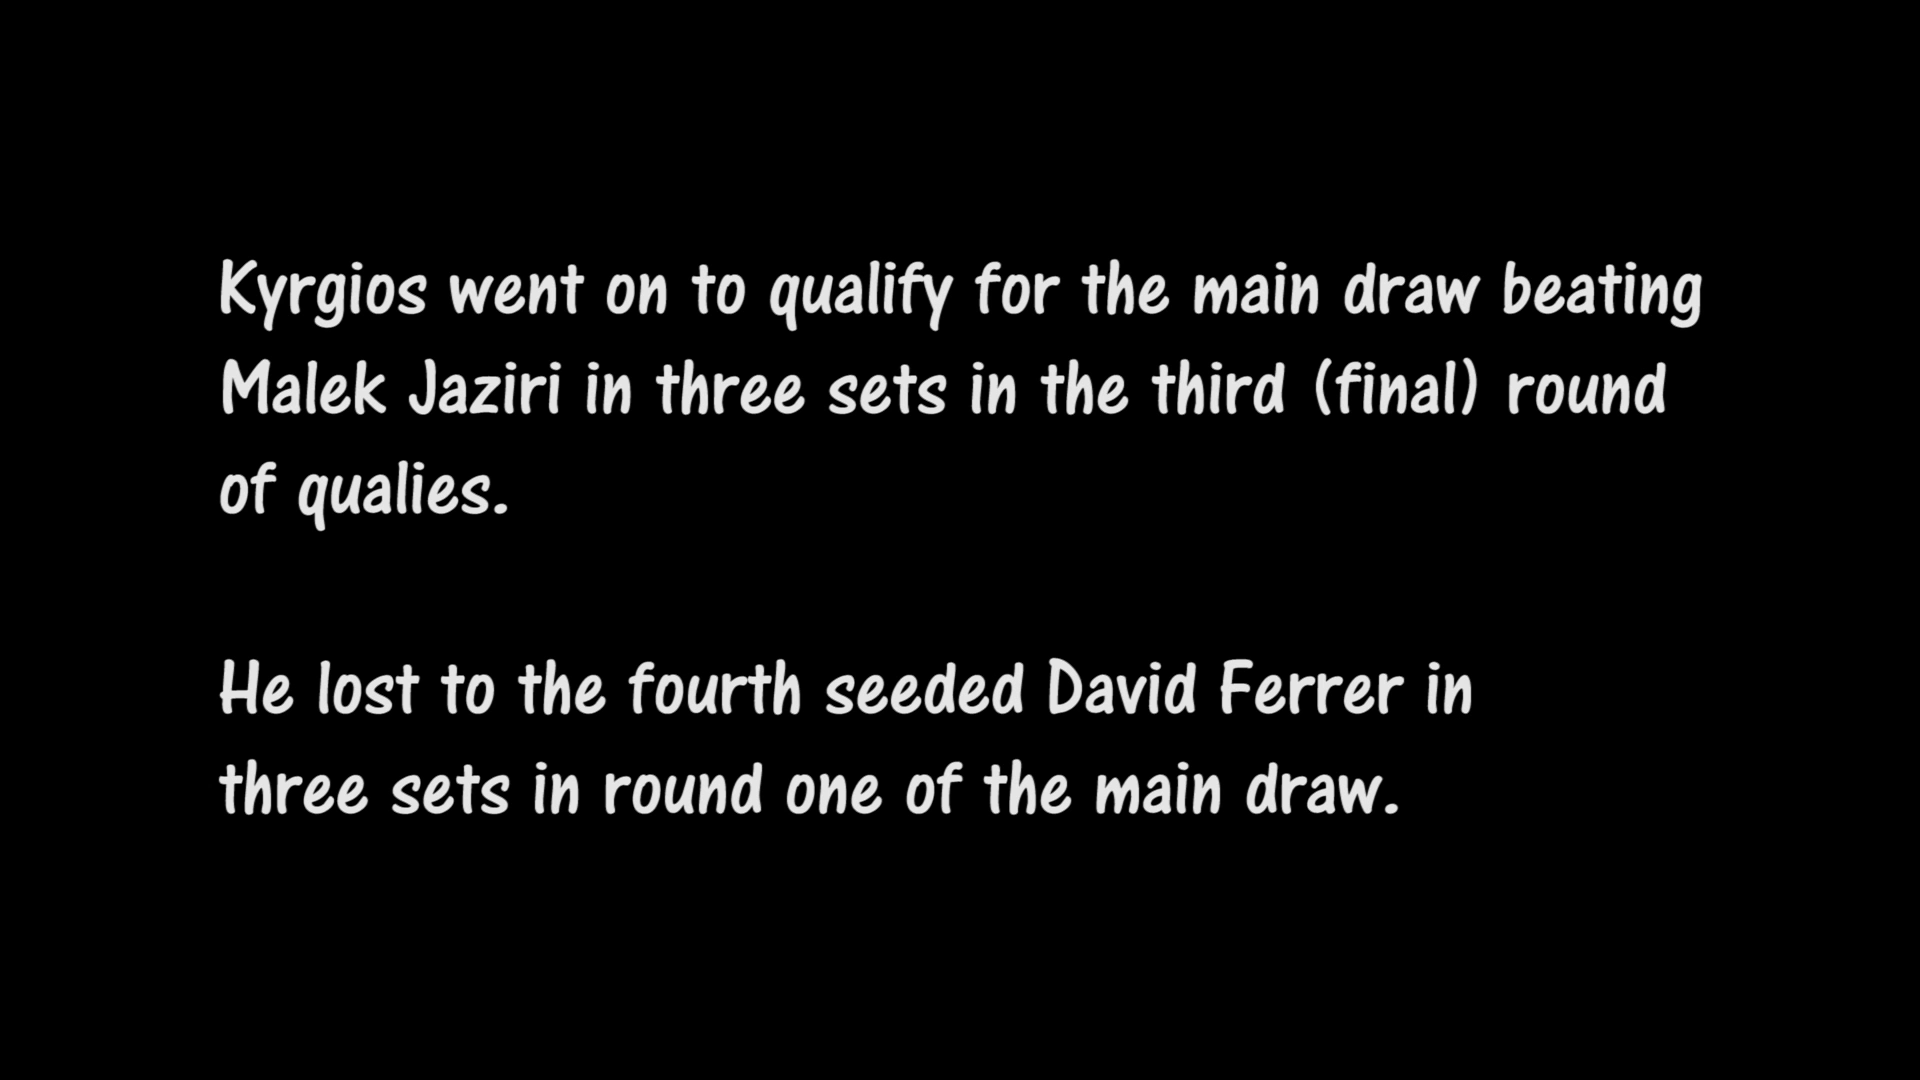 Kyrgios went on to qualify for the main draw beating
Malek Jaziri in three sets in the third (final) round
of qualies.
He lost to the fourth seeded David Ferrer in
three sets in round one of the main draw.